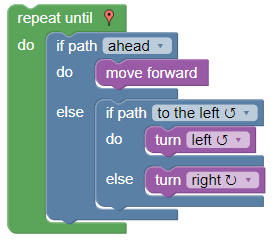 repeat until
do if path ahead
do move forward
else if path to the left ↺
do turn left ↺
else turn right ↻